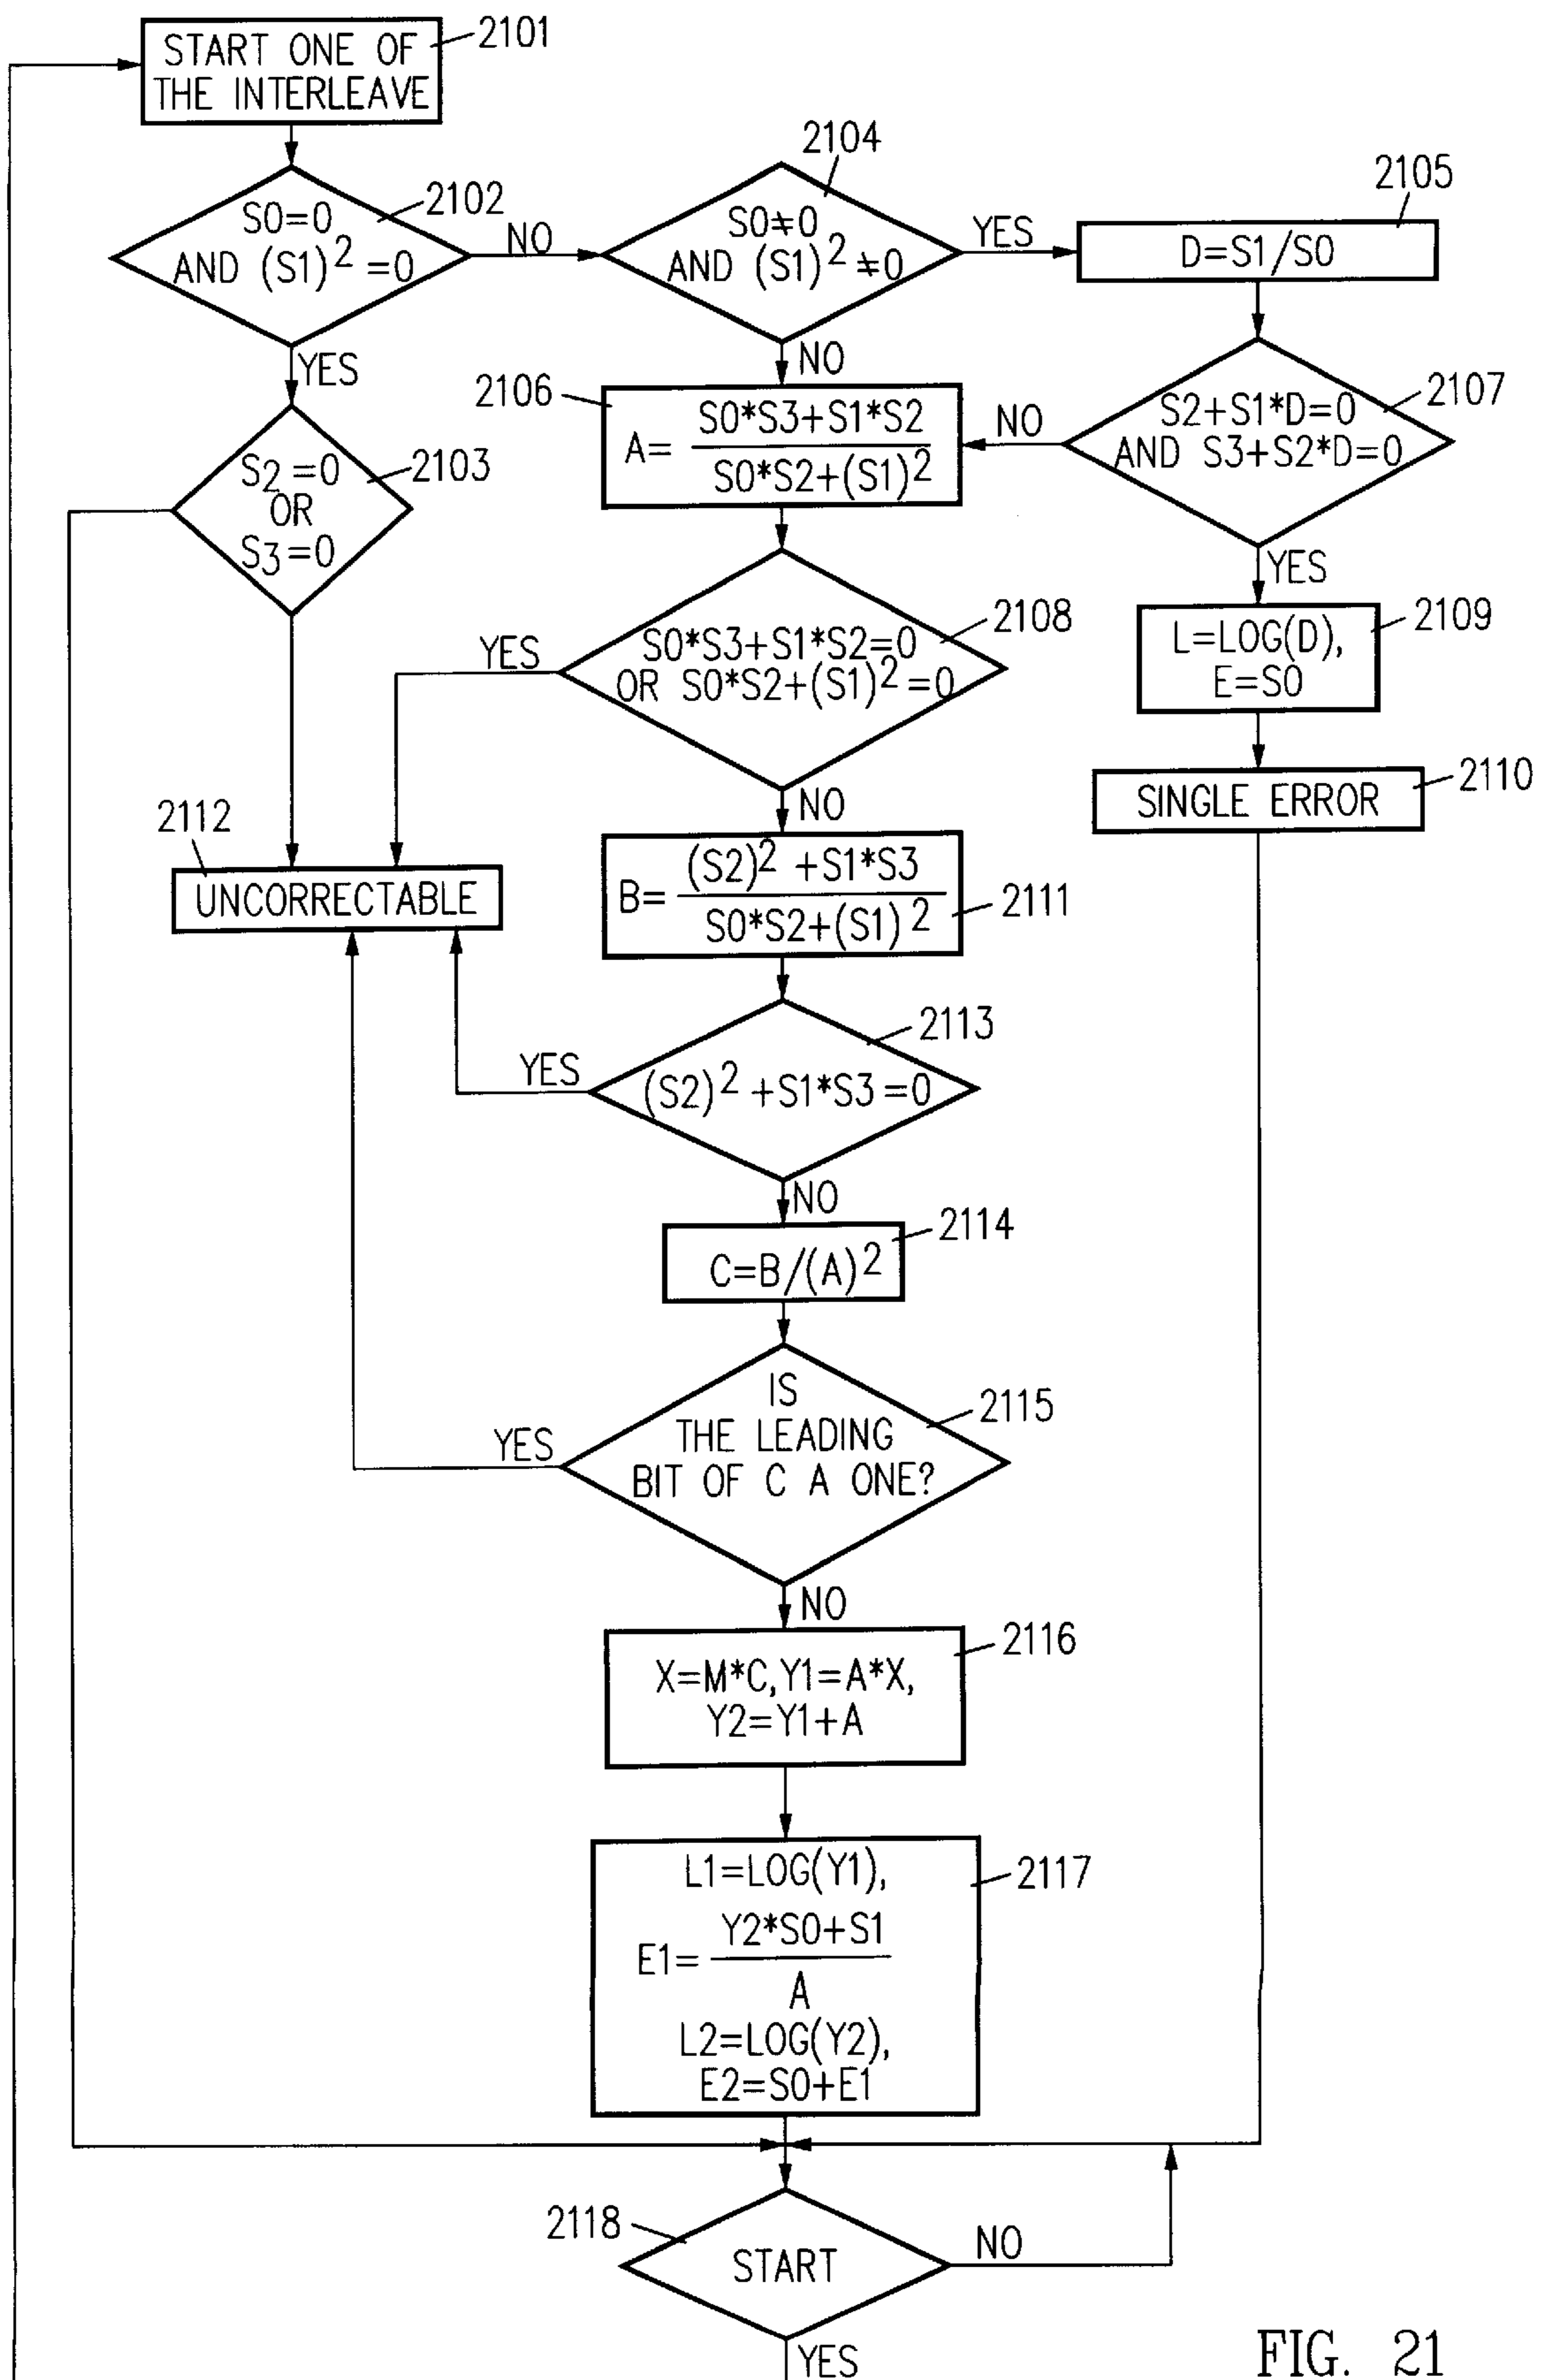 START ONE OF
THE INTERLEAVE
2101
S0=0
AND (S1)² =0
2102
NO
YES
S0≠0
AND (S1)² ≠0
2104
YES
NO
D=S1/S0
2105
S2 =0
OR
S3 =0
2103
2106
A= S0*S3+S1*S2
S0*S2+(S1)²
S2+S1*D=0
AND S3+S2*D=0
2107
NO
YES
S0*S3+S1*S2=0
OR S0*S2+(S1)² =0
2108
YES
NO
L=LOG(D),
E=S0
2109
SINGLE ERROR
2110
2112
UNCORRECTABLE
B= (S2)² +S1*S3
S0*S2+(S1) ²
2111
(S2)² +S1*S3 =0
2113
YES
NO
C=B/(A)²
2114
IS
THE LEADING
BIT OF C A ONE?
2115
YES
NO
X=M*C,Y1=A*X,
Y2=Y1+A
2116
L1=LOG(Y1),
E1= Y2*S0+S1
A
L2=LOG(Y2),
E2=S0+E1
2117
2118
START
NO
YES
FIG. 21